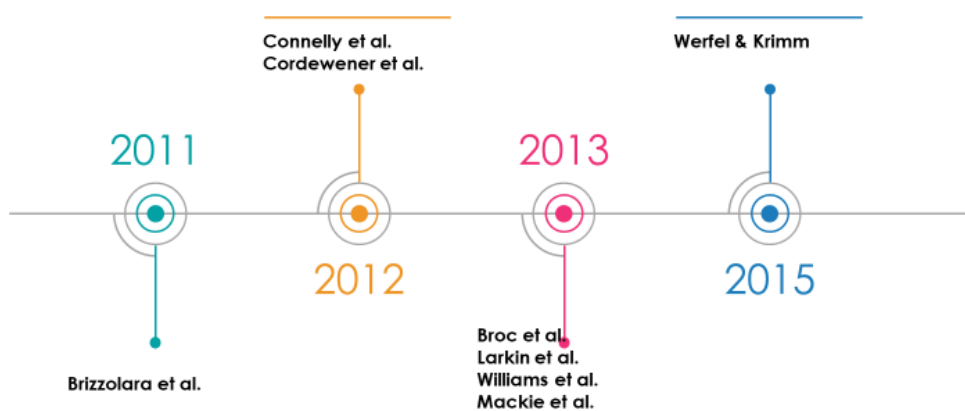 Connelly et al.
Cordewener et al.
Werfel & Krimm
2011
2013
2012
2015
Broc et al.
Larkin et al.
Williams et al.
Mackie et al.
Brizzolara et al.